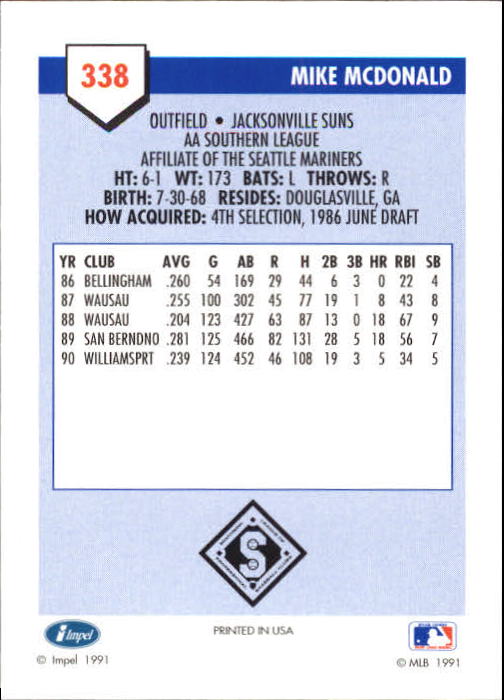 338
MIKE MCDONALD
OUTFIELD • JACKSONVILLE SUNS
AA SOUTHERN LEAGUE
AFFILIATE OF THE SEATTLE MARINERS
HT: 6-1 WT: 173 BATS: L THROWS: R
BIRTH: 7-30-68 RESIDES: DOUGLASVILLE, GA
HOW ACQUIRED: 4TH SELECTION, 1986 JUNE DRAFT
YR CLUB AVG G AB R H 2B 3B HR RBI SB
86 BELLINGHAM .260 54 169 29 44 6 3 0 22 4
87 WAUSAU .255 100 302 45 77 19 1 8 43 8
88 WAUSAU .204 123 427 63 87 13 0 18 67 9
89 SAN BERNDNO .281 125 466 82 131 28 5 18 56 7
90 WILLIAMSPRT .239 124 452 46 108 19 3 5 34 5
S
Impel
PRINTED IN USA
© Impel 1991
© MLB 1991